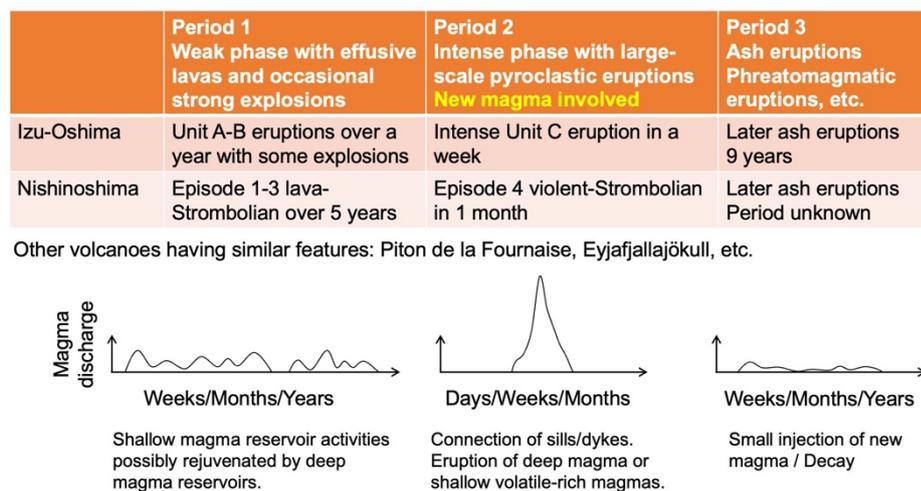 Period 1
Weak phase with effusive
lavas and occasional
strong explosions
Period 2
Intense phase with large-
scale pyroclastic eruptions
New magma involved
Period 3
Ash eruptions
Phreatomagmatic
eruptions, etc.
Izu-Oshima
Unit A-B eruptions over a
year with some explosions
Intense Unit C eruption in a
week
Later ash eruptions
9 years
Nishinoshima
Episode 1-3 lava-
Strombolian over 5 years
Episode 4 violent-Strombolian
in 1 month
Later ash eruptions
Period unknown
Other volcanoes having similar features: Piton de la Fournaise, Eyjafjallajökull, etc.
Magma
discharge
Weeks/Months/Years
Days/Weeks/Months
Weeks/Months/Years
Shallow magma reservoir activities
possibly rejuvenated by deep
magma reservoirs.
Connection of sills/dykes.
Eruption of deep magma or
shallow volatile-rich magmas.
Small injection of new
magma / Decay